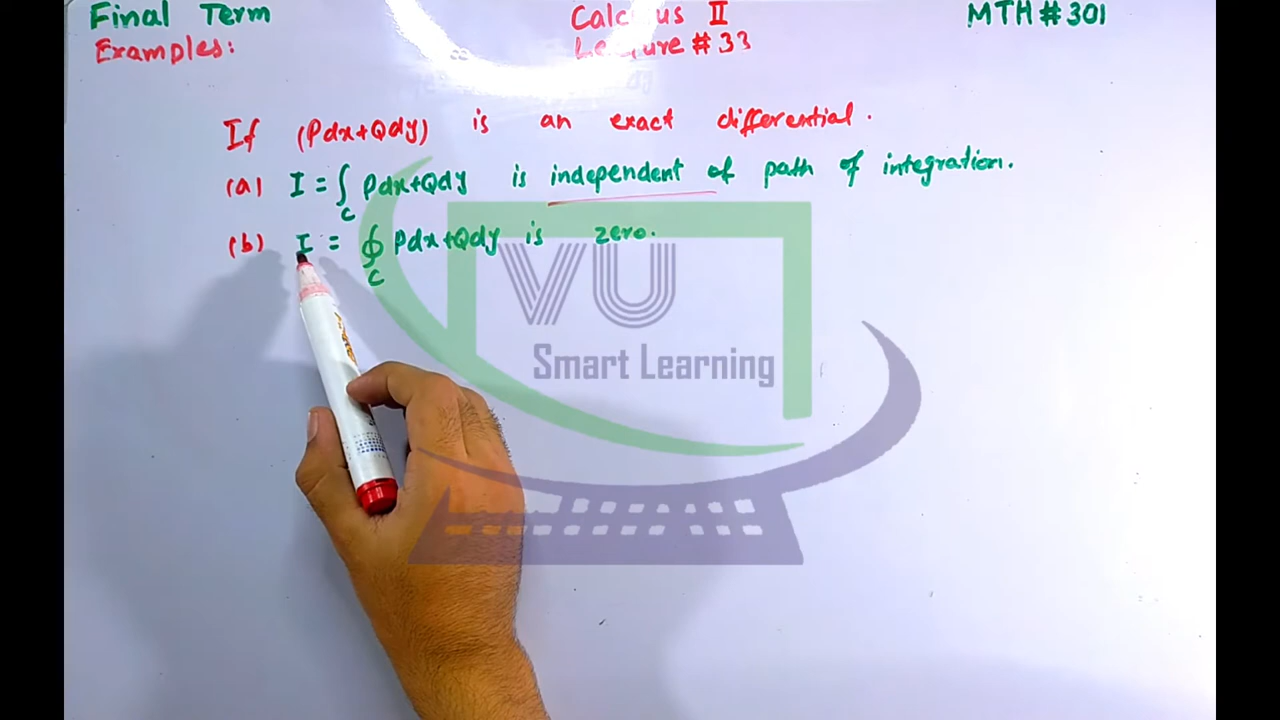 Final Term
Calculus II
MTH # 301
Examples:
Lecture # 33
If (Pdx+Qdy) is an exact differential.
(a) I = ∫c Pdx+Qdy is independent of path of integration.
(b) I = ∮c Pdx+Qdy is zero.
VU
Smart Learning